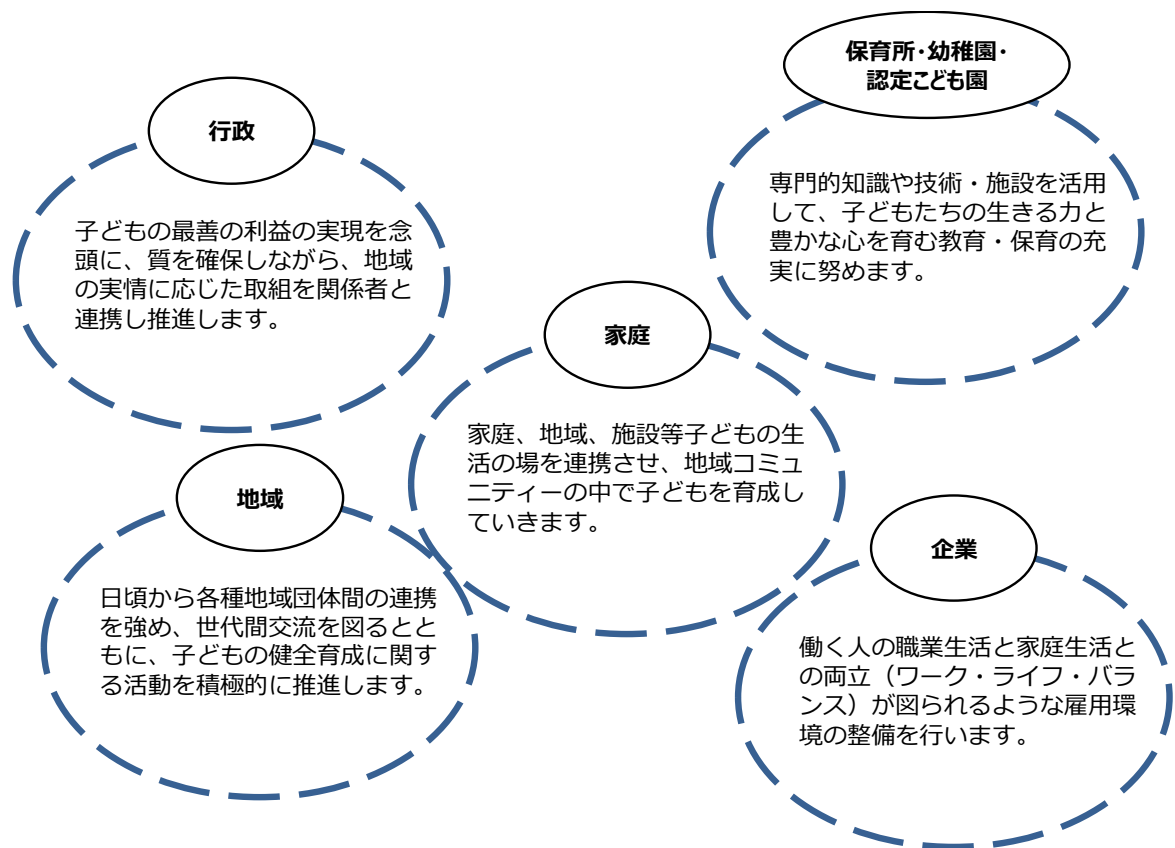 保育所・幼稚園・
認定こども園
専門的知識や技術・施設を活用
して、子どもたちの生きる力と
豊かな心を育む教育・保育の充
実に努めます。
行政
子どもの最善の利益の実現を念
頭に、質を確保しながら、地域
の実情に応じた取組を関係者と
連携し推進します。
家庭
家庭、地域、施設等子どもの生
活の場を連携させ、地域コミュ
ニティーの中で子どもを育成し
ていきます。
地域
日頃から各種地域団体間の連携
を強め、世代間交流を図るとと
もに、子どもの健全育成に関す
る活動を積極的に推進します。
企業
働く人の職業生活と家庭生活と
の両立（ワーク・ライフ・バラ
ンス）が図られるような雇用環
境の整備を行います。